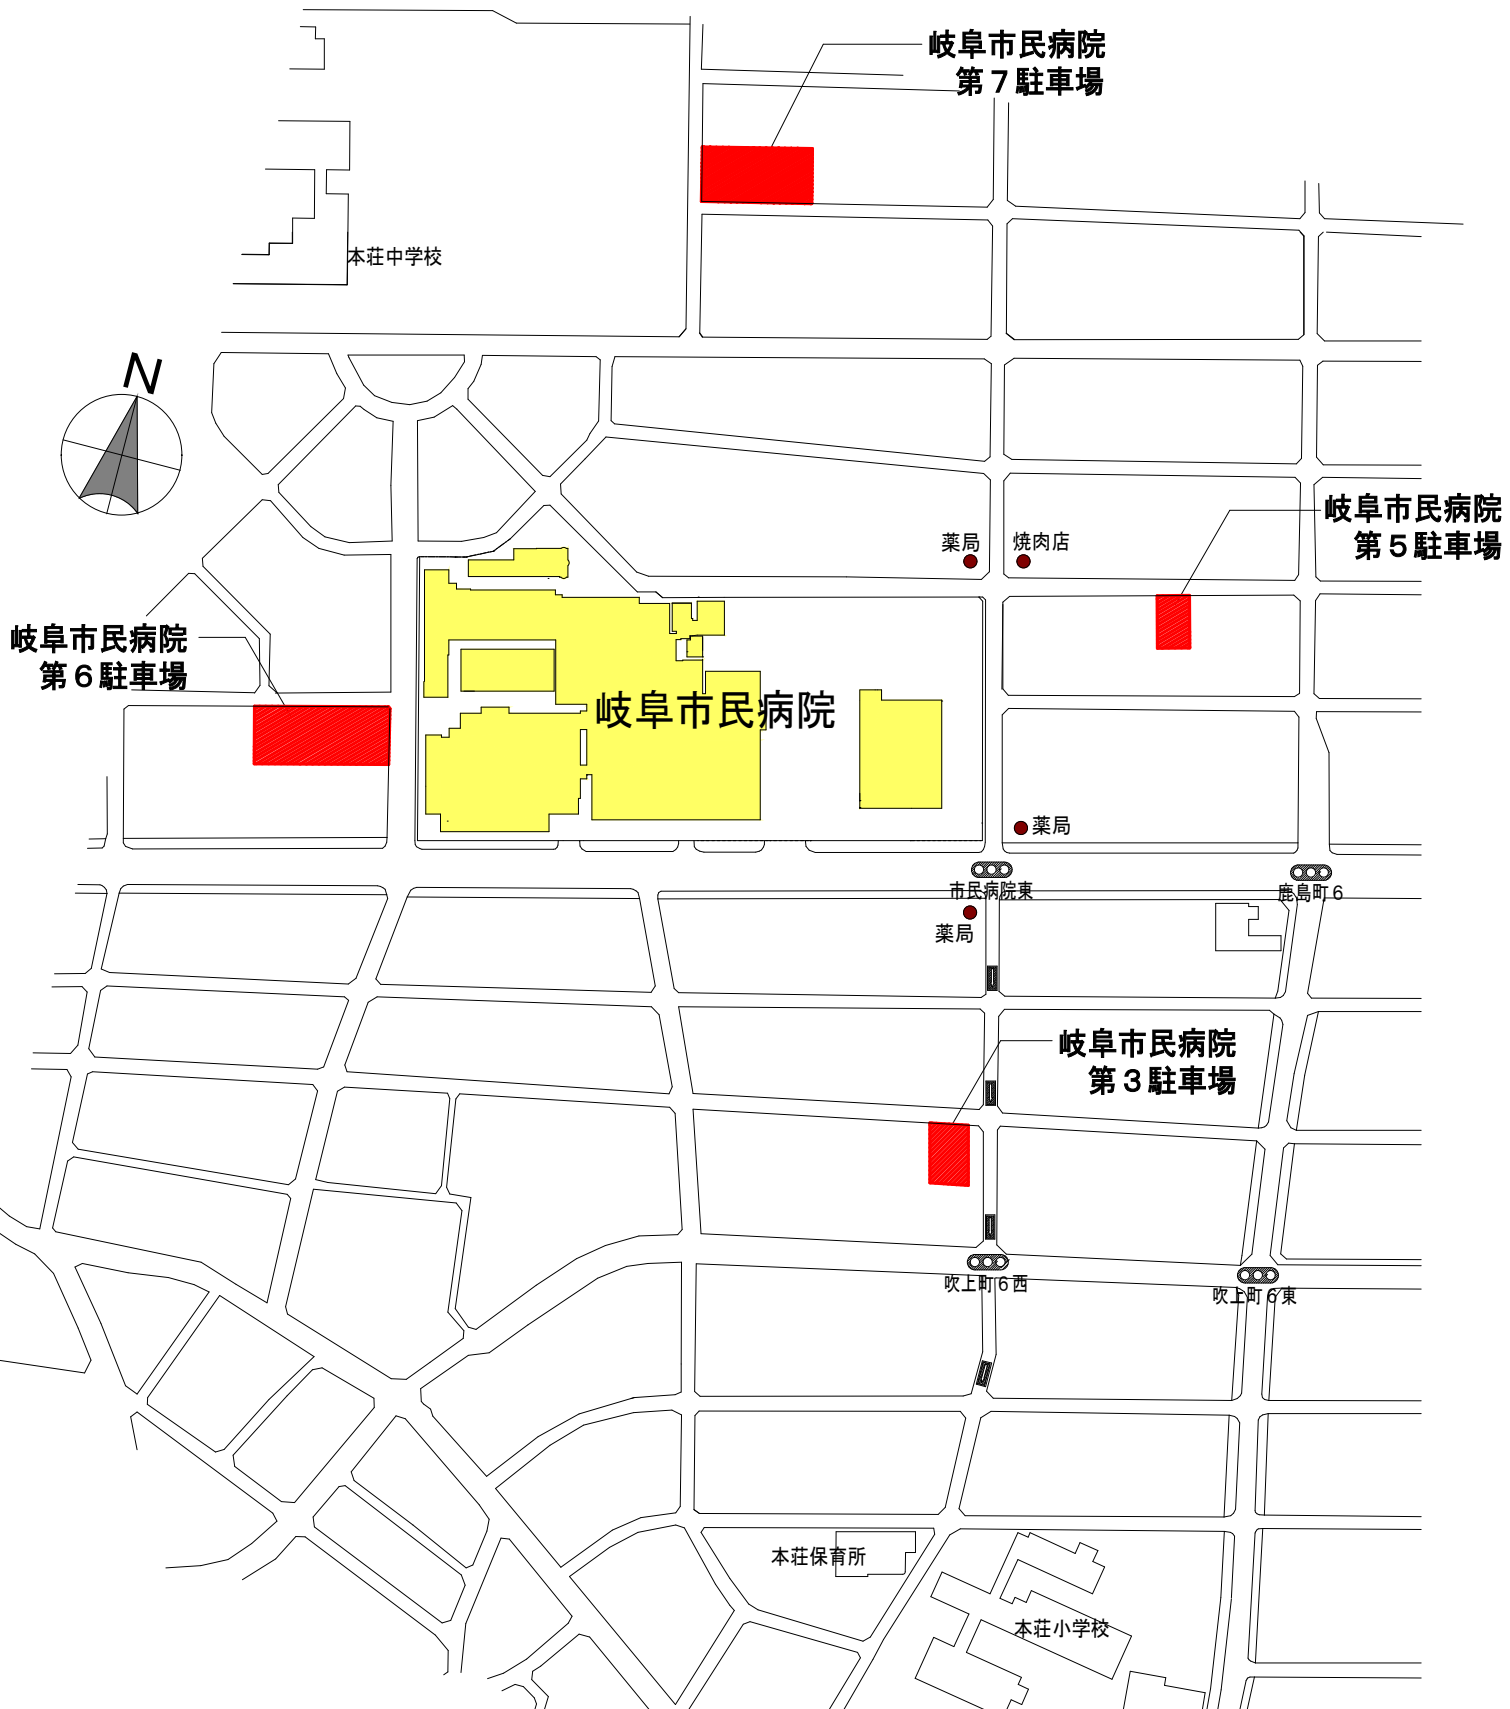 岐阜市民病院
第７駐車場
本荘中学校
N
岐阜市民病院
第５駐車場
薬局
焼肉店
岐阜市民病院
第６駐車場
岐阜市民病院
薬局
市民病院東
鹿島町６
薬局
岐阜市民病院
第３駐車場
吹上町６西
吹上町６東
本荘保育所
本荘小学校